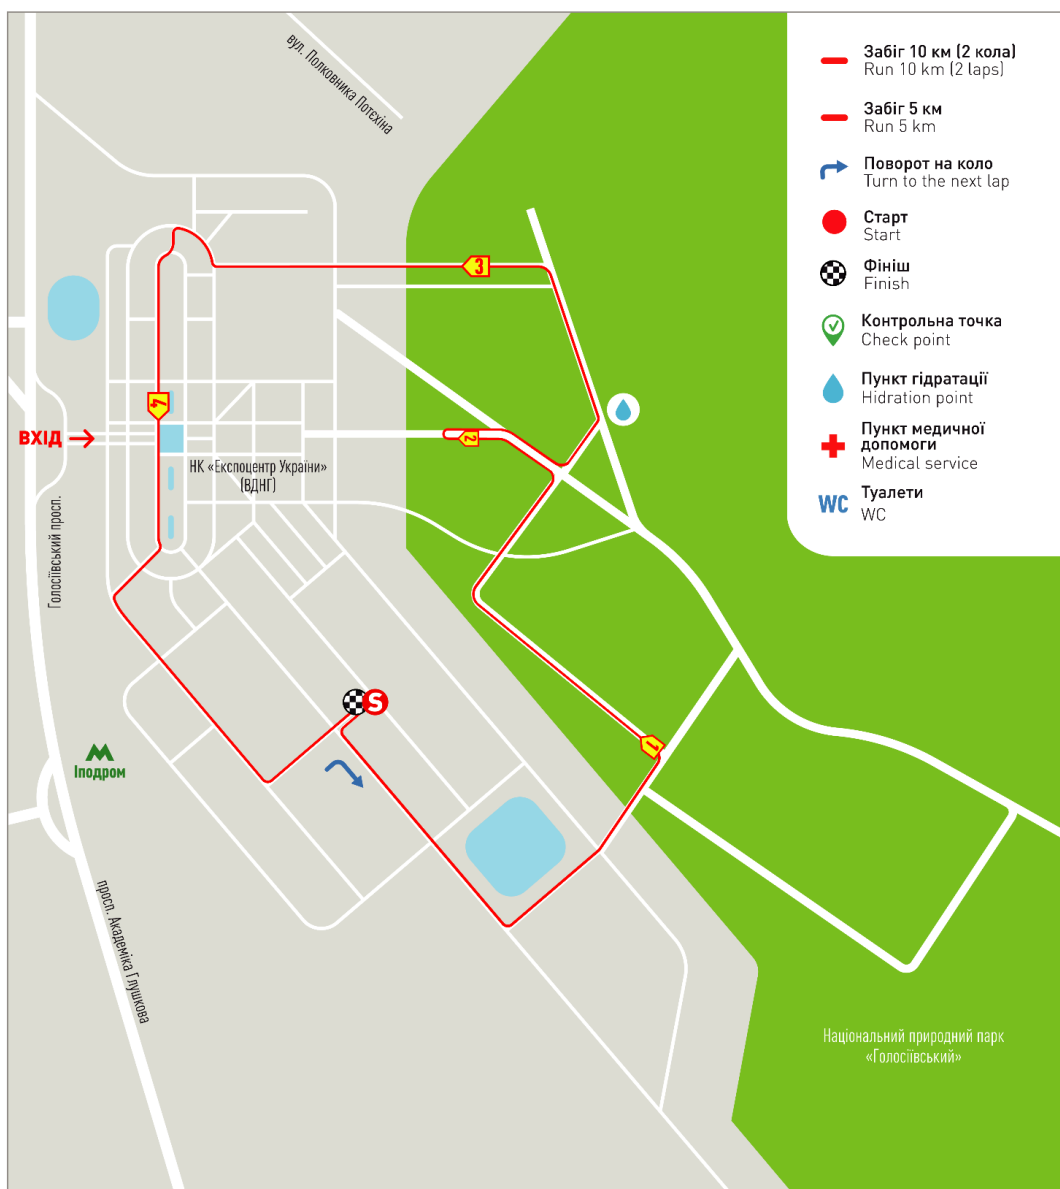 вул. Полковника Потєхіна
Забіг 10 км (2 кола)
Run 10 km (2 laps)
Забіг 5 км
Run 5 km
Поворот на коло
Turn to the next lap
Старт
Start
Фініш
Finish
Контрольна точка
Check point
Пункт гідратації
Hidration point
Пункт медичної
допомоги
Medical service
WC
Туалети
WC
3
4
2
ВХІД
НК «Експоцентр України»
(ВДНГ)
Голосіївський просп.
S
1
Іподром
просп. Академіка Глушкова
Національний природний парк
«Голосіївський»